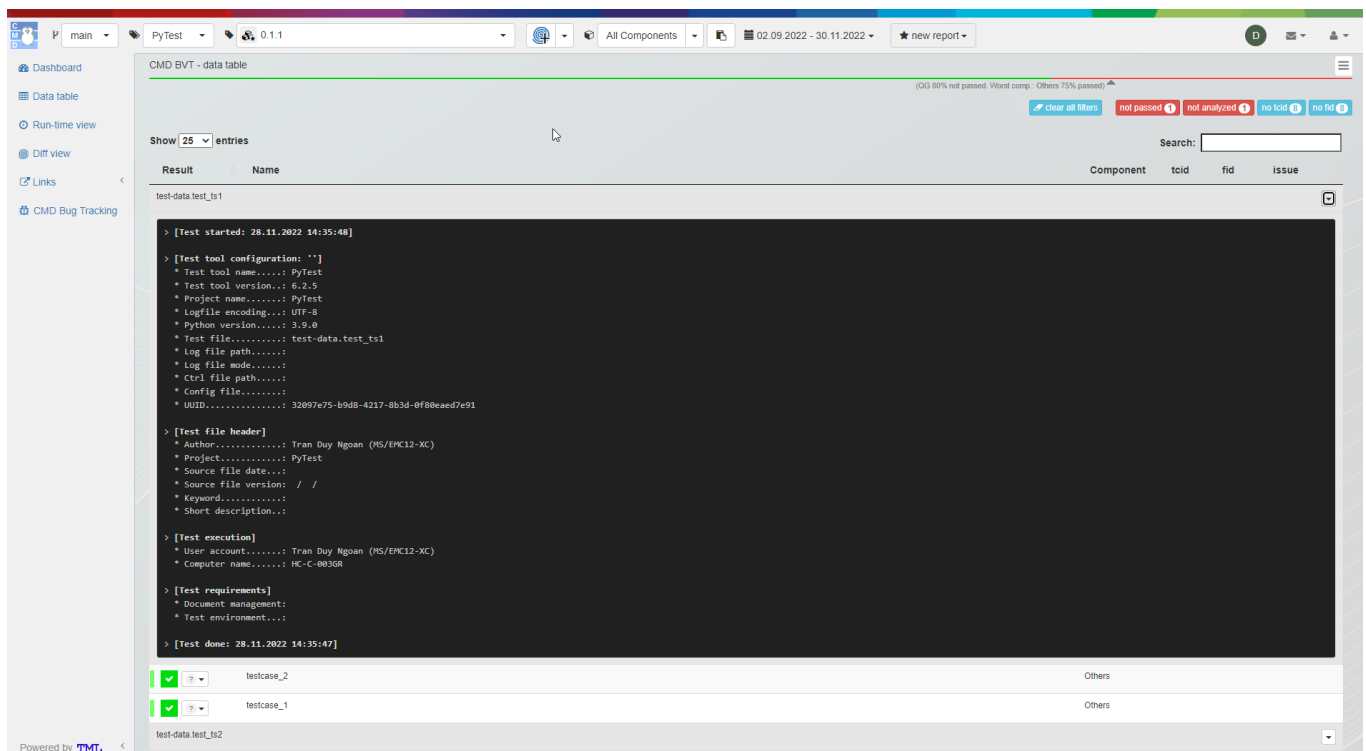 C
M
D
main
PyTest
0.1.1
All Components
02.09.2022 - 30.11.2022
new report
D
Dashboard
Data table
Run-time view
Diff view
Links
CMD Bug Tracking
Powered by TML
CMD BVT - data table
(QG 80% not passed. Worst comp.: Others 75% passed)
clear all filters not passed 1 not analyzed 1 no tcid 8 no fid 8
Show 25 entries
Search:
Result Name Component tcid fid issue
test-data.test_ts1
> [Test started: 28.11.2022 14:35:48]
> [Test tool configuration: '']
* Test tool name.....: PyTest
* Test tool version..: 6.2.5
* Project name.......: PyTest
* Logfile encoding...: UTF-8
* Python version.....: 3.9.0
* Test file..........: test-data.test_ts1
* Log file path......:
* Log file mode......:
* Ctrl file path.....:
* Config file........:
* UUID...............: 32097e75-b9d8-4217-8b3d-0f80eaed7e91
> [Test file header]
* Author.............: Tran Duy Ngoan (MS/EMC12-XC)
* Project............: PyTest
* Source file date...:
* Source file version: / /
* Keyword............:
* Short description..:
> [Test execution]
* User account.......: Tran Duy Ngoan (MS/EMC12-XC)
* Computer name......: HC-C-003GR
> [Test requirements]
* Document management:
* Test environment...:
> [Test done: 28.11.2022 14:35:47]
? testcase_2 Others
? testcase_1 Others
test-data.test_ts2